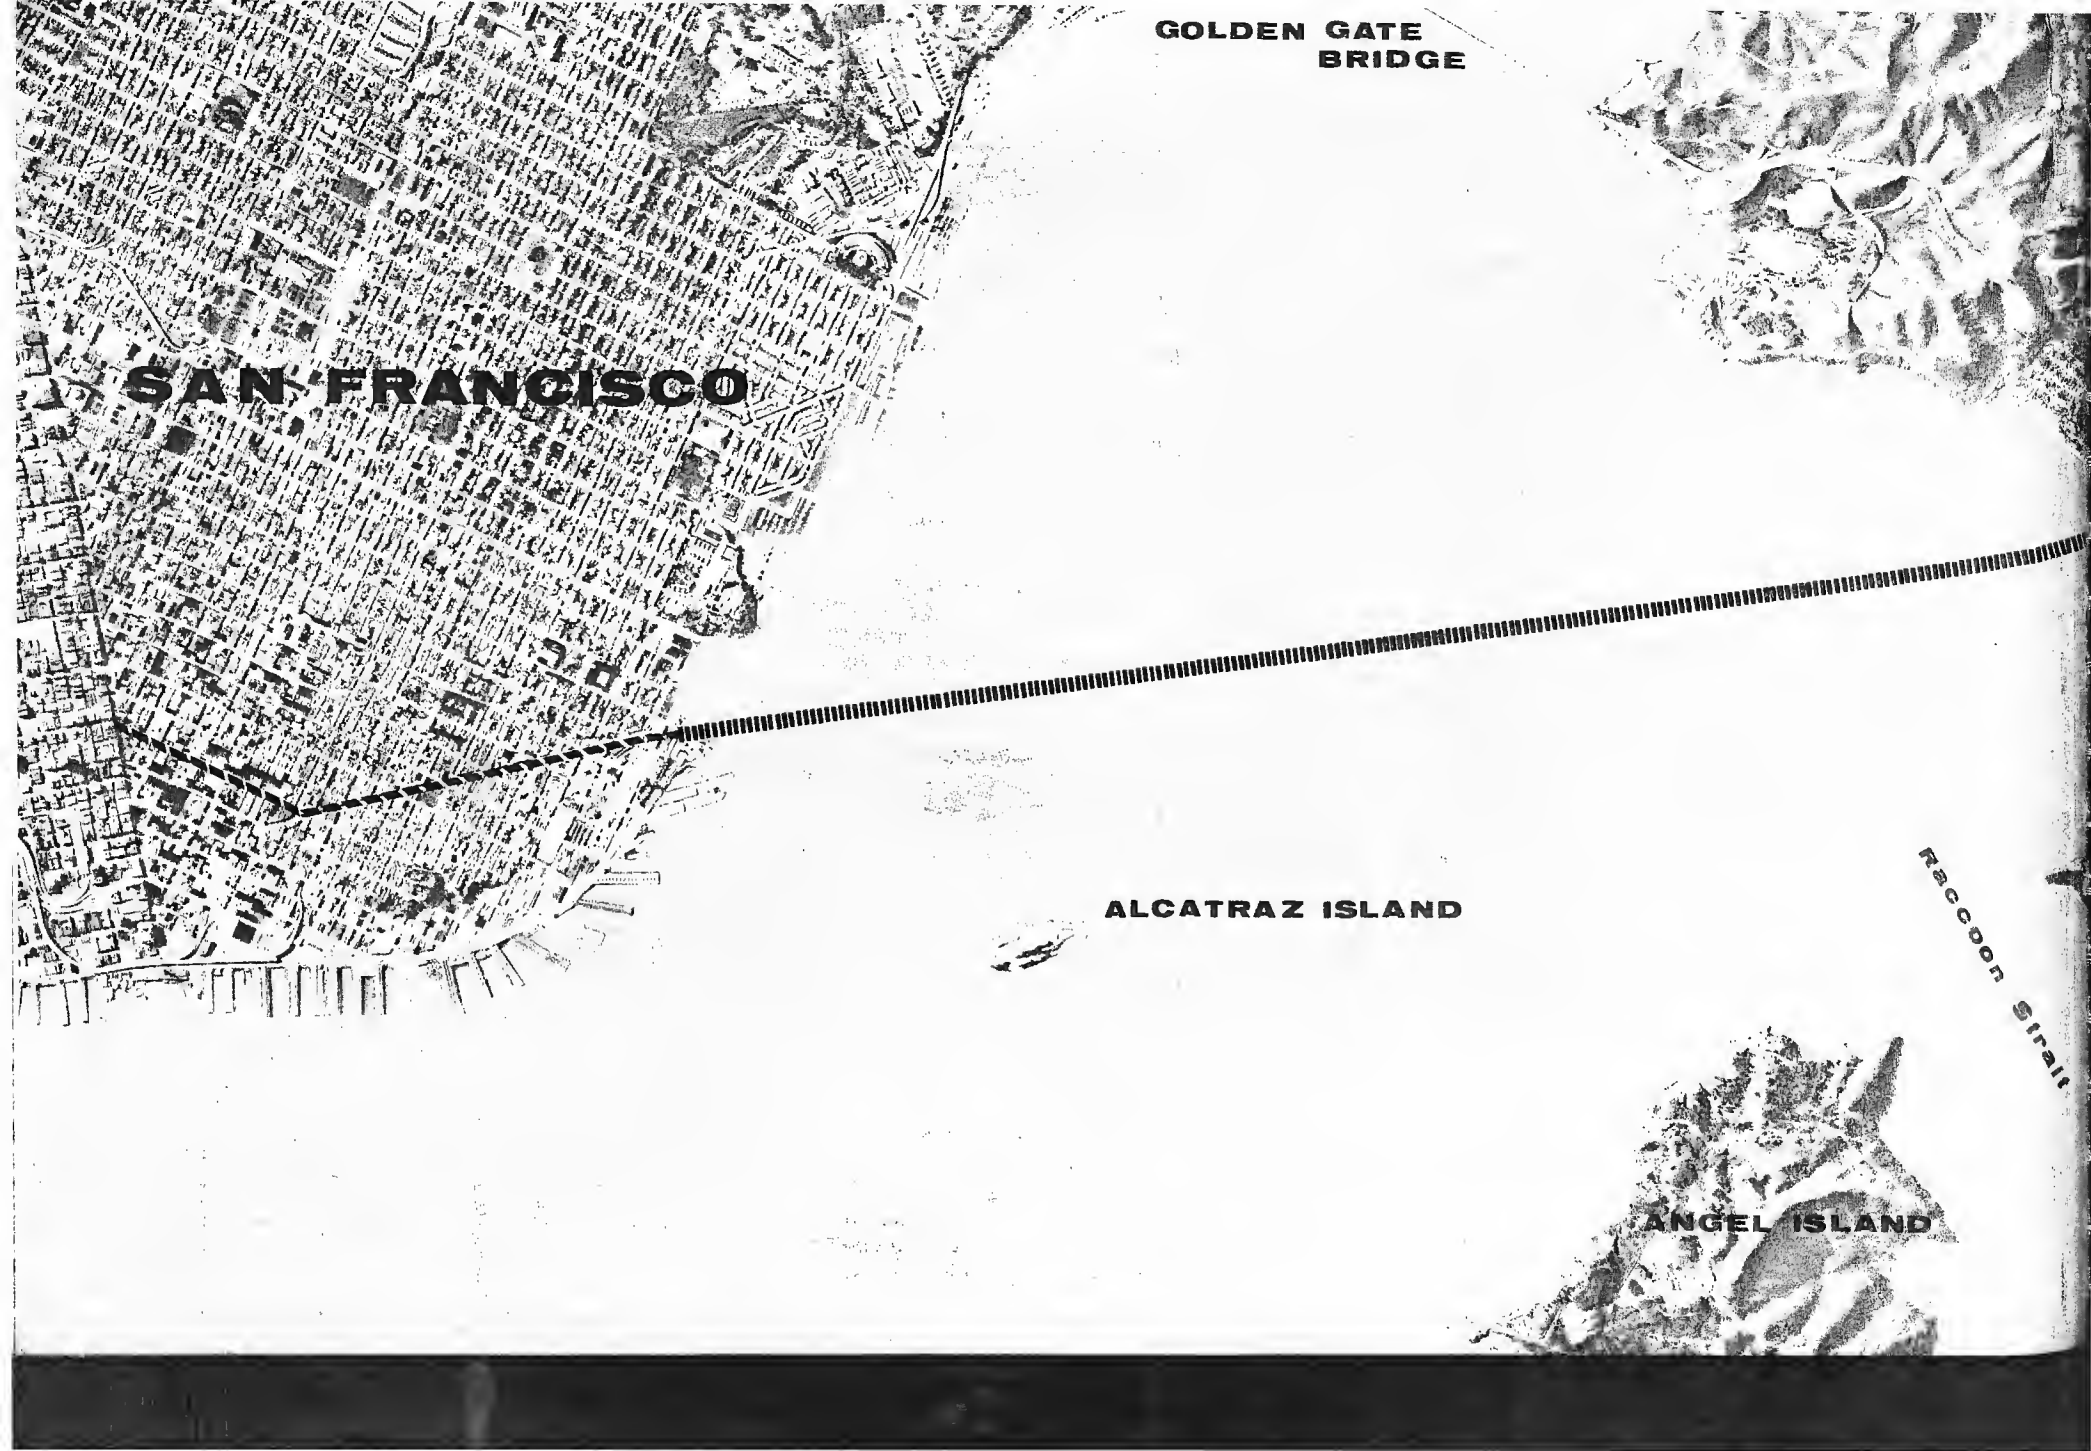 GOLDEN GATE
BRIDGE
SAN FRANCISCO
ALCATRAZ ISLAND
Raccoon Strait
ANGEL ISLAND